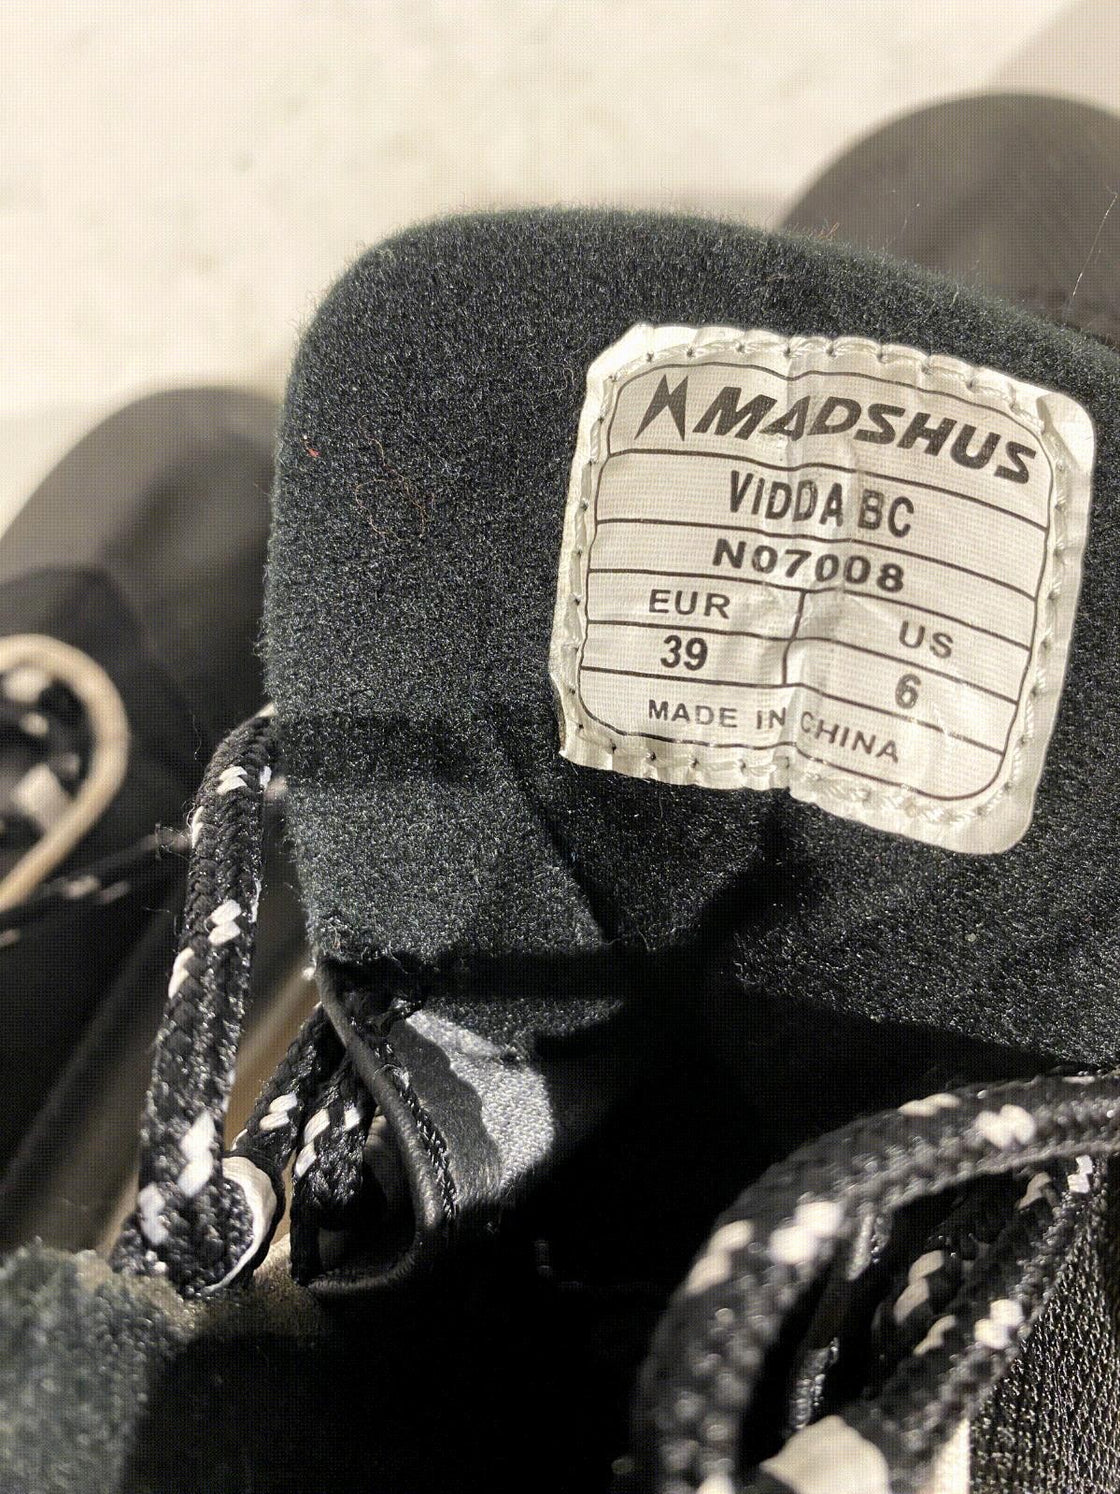 MADSHUS
VIDDA BC
N07008
EUR US
39 6
MADE IN CHINA